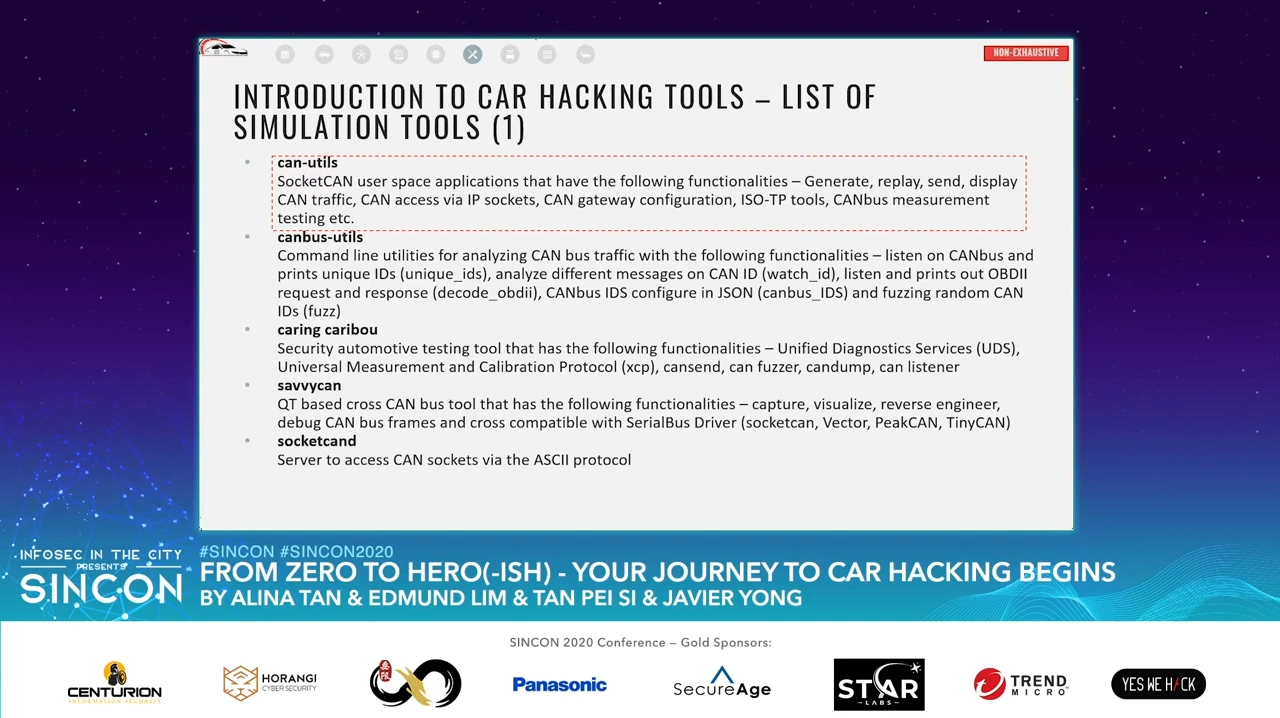 NON-EXHAUSTIVE
INTRODUCTION TO CAR HACKING TOOLS – LIST OF
SIMULATION TOOLS (1)
• can-utils
SocketCAN user space applications that have the following functionalities – Generate, replay, send, display
CAN traffic, CAN access via IP sockets, CAN gateway configuration, ISO-TP tools, CANbus measurement
testing etc.
• canbus-utils
Command line utilities for analyzing CAN bus traffic with the following functionalities – listen on CANbus and
prints unique IDs (unique_ids), analyze different messages on CAN ID (watch_id), listen and prints out OBDII
request and response (decode_obdii), CANbus IDS configure in JSON (canbus_IDS) and fuzzing random CAN
IDs (fuzz)
• caring caribou
Security automotive testing tool that has the following functionalities – Unified Diagnostics Services (UDS),
Universal Measurement and Calibration Protocol (xcp), cansend, can fuzzer, candump, can listener
• savvycan
QT based cross CAN bus tool that has the following functionalities – capture, visualize, reverse engineer,
debug CAN bus frames and cross compatible with SerialBus Driver (socketcan, Vector, PeakCAN, TinyCAN)
• socketcand
Server to access CAN sockets via the ASCII protocol
INFOSEC IN THE CITY
PRESENTS
SINCON
#SINCON #SINCON2020
FROM ZERO TO HERO(-ISH) - YOUR JOURNEY TO CAR HACKING BEGINS
BY ALINA TAN & EDMUND LIM & TAN PEI SI & JAVIER YONG
SINCON 2020 Conference – Gold Sponsors:
CENTURION
INFORMATION SECURITY
HORANGI
CYBER SECURITY
Panasonic
SecureAge
STAR
LABS
TREND
MICRO
YES WE H/CK